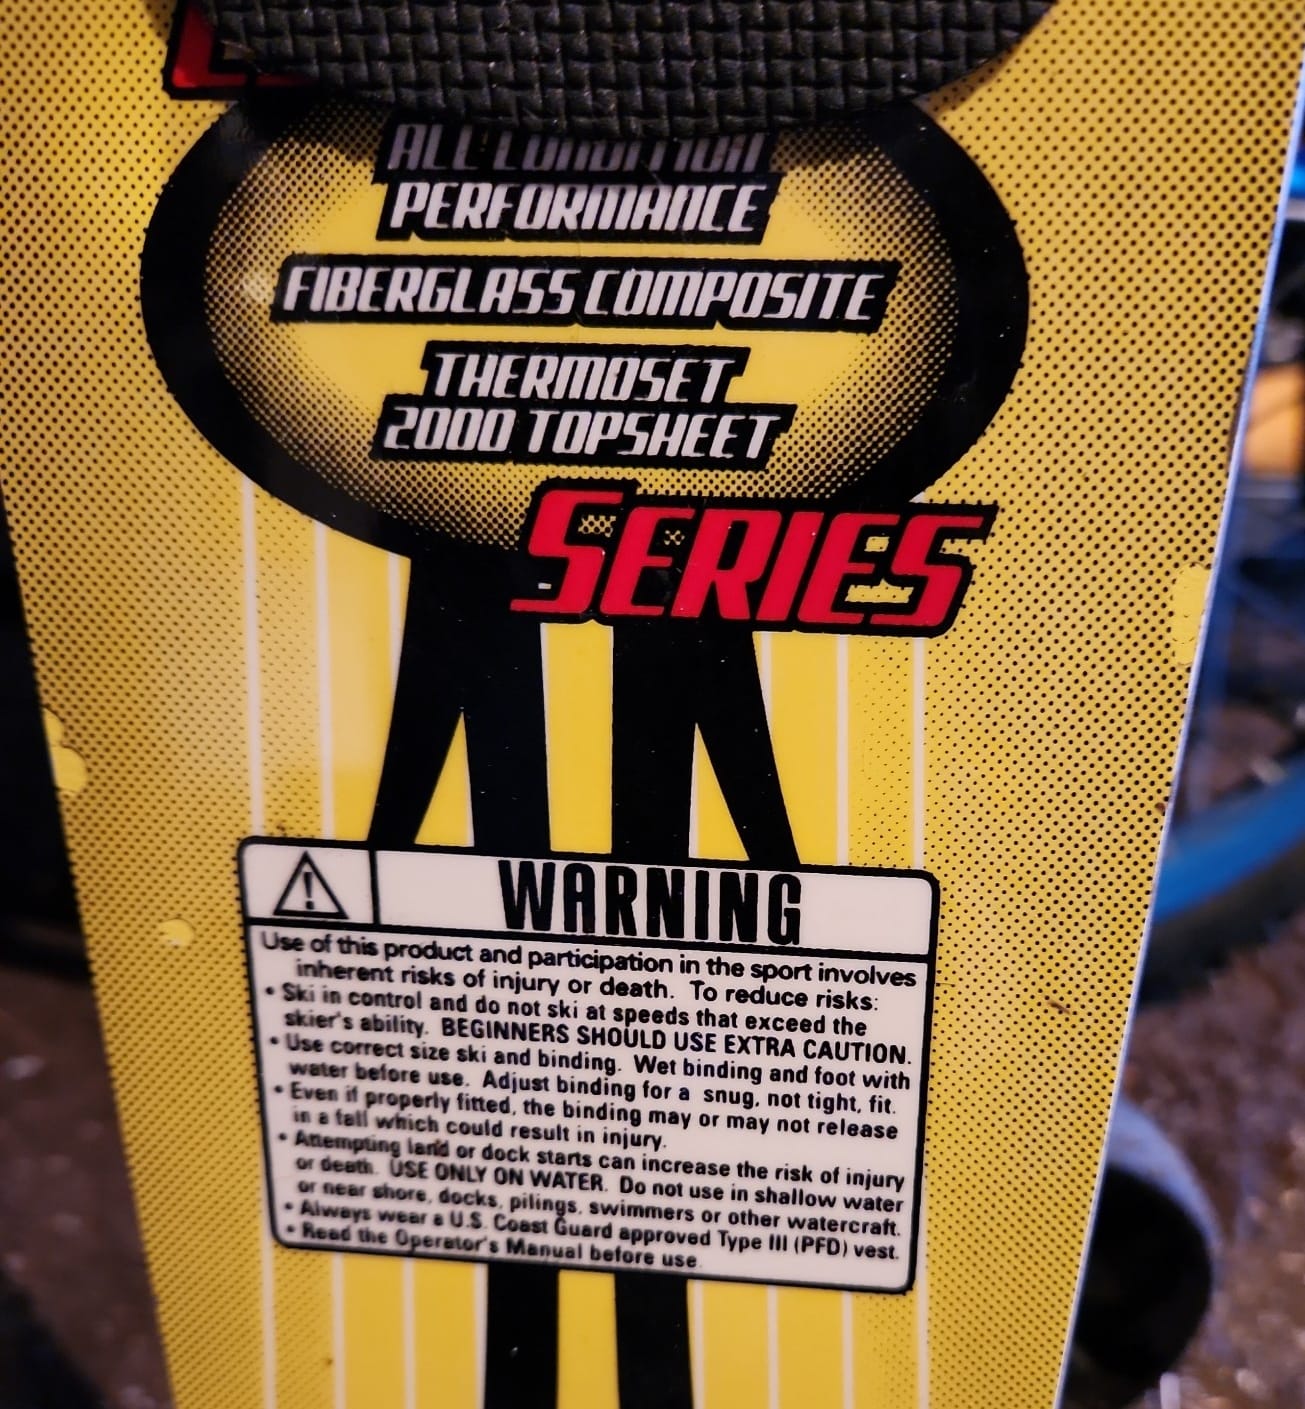 ALL CONDITION
PERFORMANCE
FIBERGLASS COMPOSITE
THERMOSET
2000 TOPSHEET
SERIES
WARNING
Use of this product and participation in the sport involves
inherent risks of injury or death. To reduce risks:
• Ski in control and do not ski at speeds that exceed the
skier's ability. BEGINNERS SHOULD USE EXTRA CAUTION.
• Use correct size ski and binding. Wet binding and foot with
water before use. Adjust binding for a snug, not tight, fit.
• Even if properly fitted, the binding may or may not release
in a fall which could result in injury.
• Attempting land or dock starts can increase the risk of injury
or death. USE ONLY ON WATER. Do not use in shallow water
or near shore, docks, pilings, swimmers or other watercraft.
• Always wear a U.S. Coast Guard approved Type III (PFD) vest.
• Read the Operator's Manual before use.